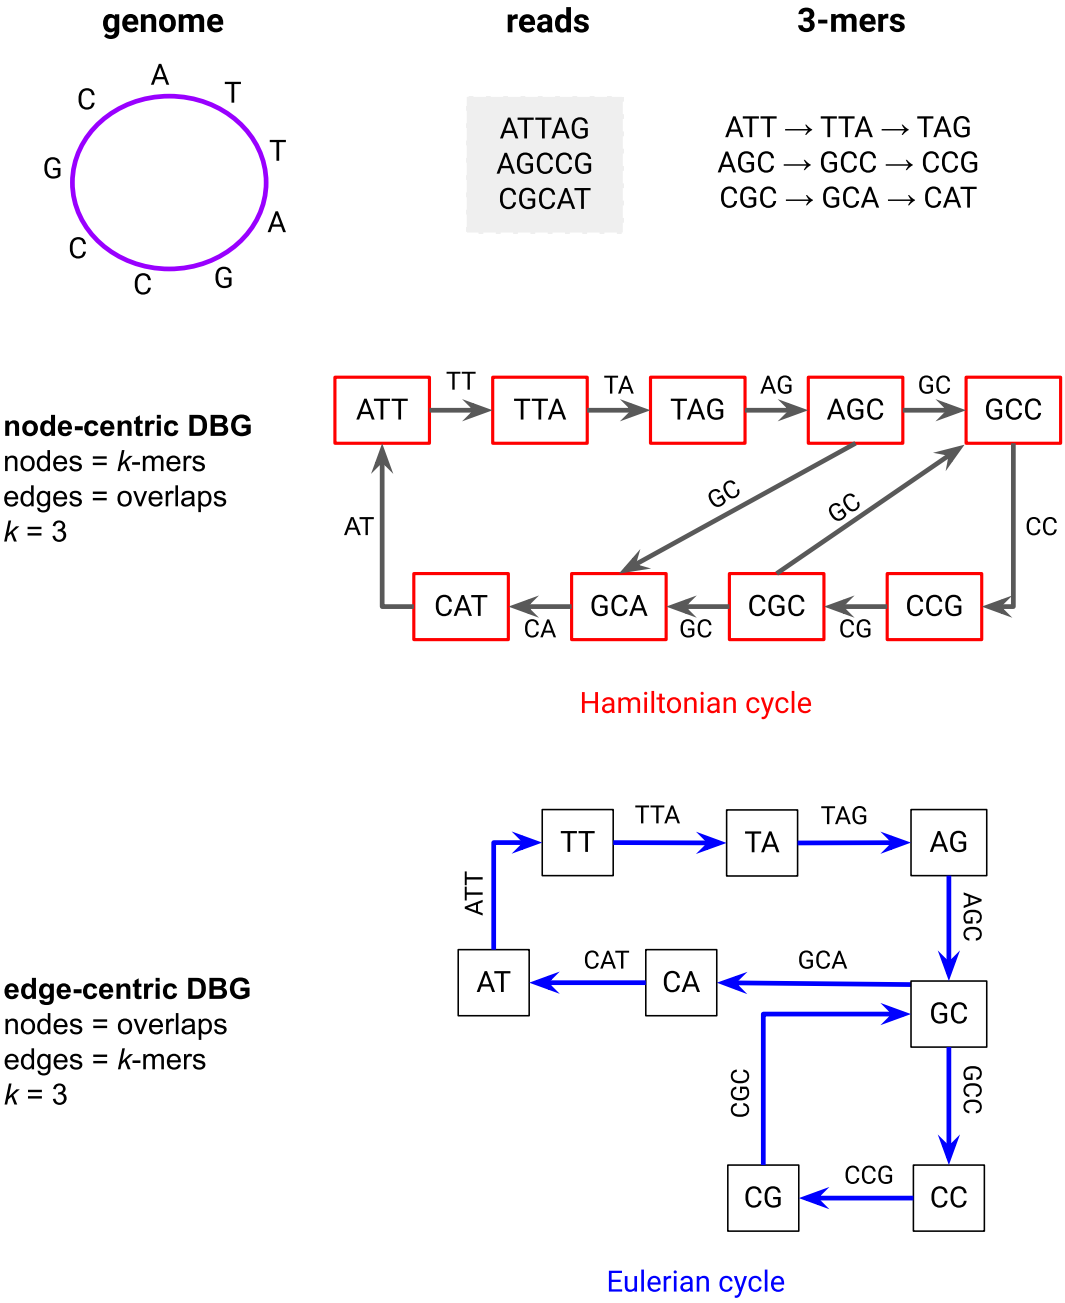 genome
reads
3-mers
A
C
T
G
T
A
C
C
G
ATTAG
AGCCG
CGCAT
ATT → TTA → TAG
AGC → GCC → CCG
CGC → GCA → CAT
node-centric DBG
nodes = k-mers
edges = overlaps
k = 3
ATT
TT
TTA
TA
TAG
AG
AGC
GC
GCC
AT
GC
GC
CC
CAT
CA
GCA
GC
CGC
CG
CCG
Hamiltonian cycle
edge-centric DBG
nodes = overlaps
edges = k-mers
k = 3
TT
TTA
TA
TAG
AG
ATT
AGC
AT
CAT
CA
GCA
GC
CGC
GCC
CG
CCG
CC
Eulerian cycle